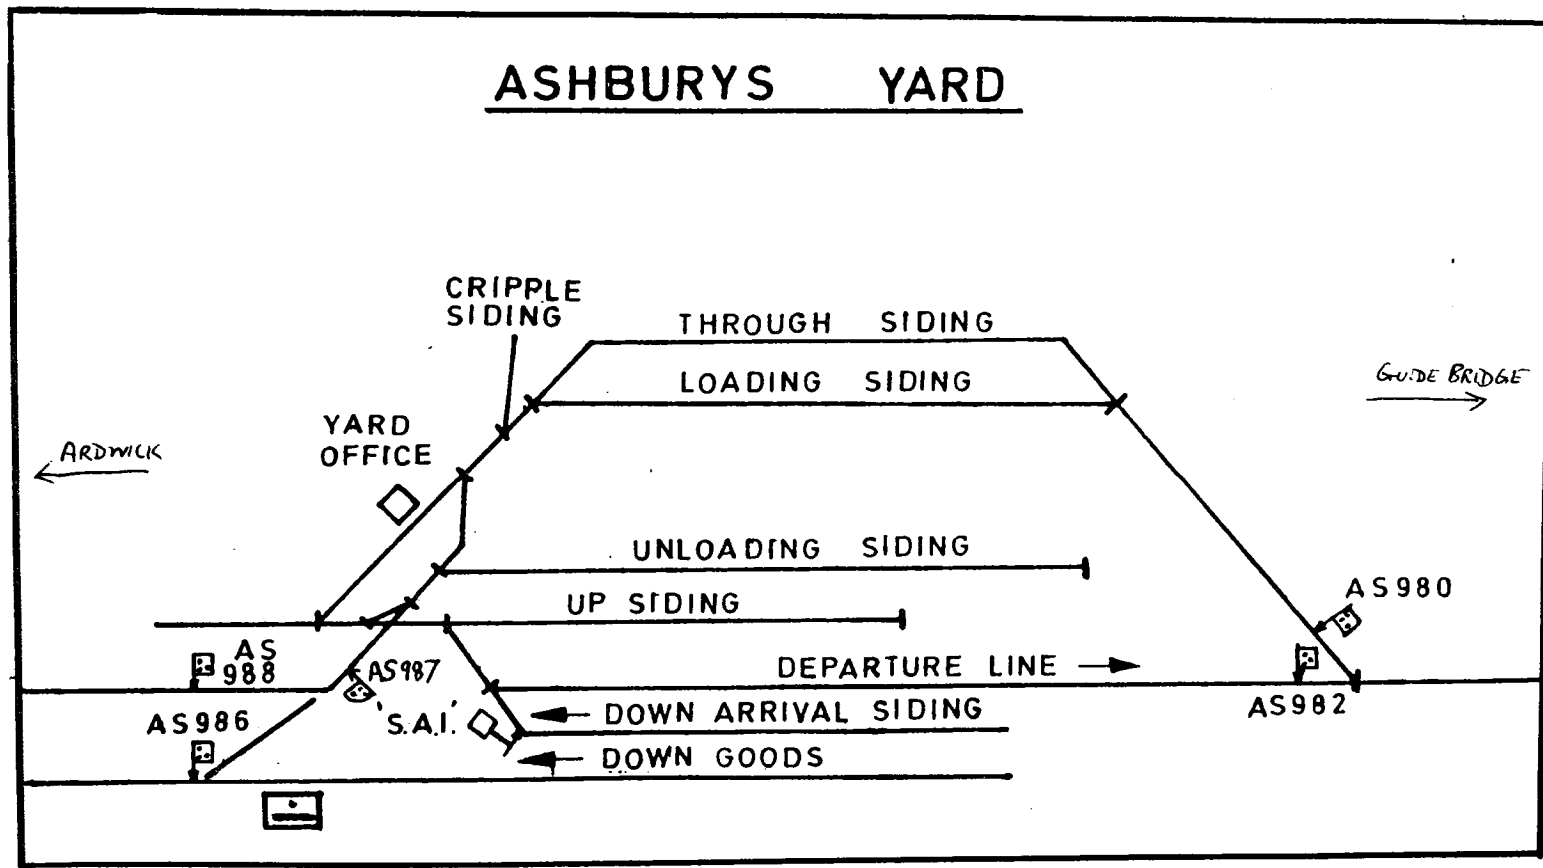 ASHBURYS YARD
CRIPPLE
SIDING
THROUGH SIDING
LOADING SIDING
GUIDE BRIDGE
YARD
OFFICE
ARDWICK
UNLOADING SIDING
AS980
UP SIDING
AS
988
AS987
DEPARTURE LINE
AS982
AS986
'S.A.I.'
DOWN ARRIVAL SIDING
DOWN GOODS